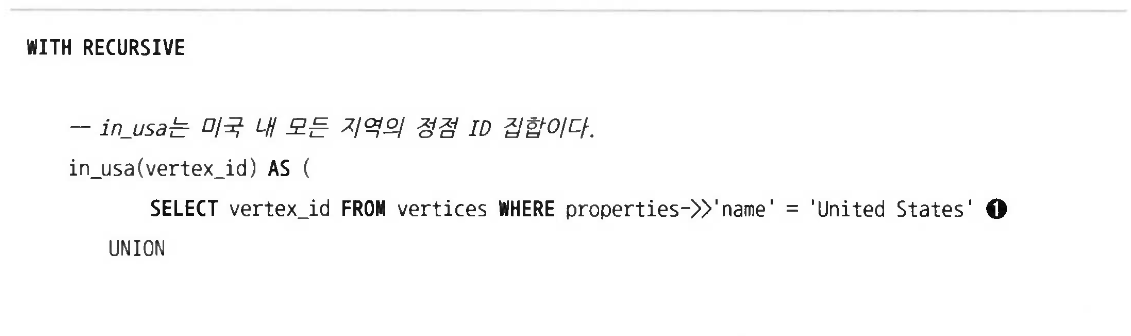 WITH RECURSIVE
— in_usa는 미국 내 모든 지역의 정점 ID 집합이다.
in_usa(vertex_id) AS (
SELECT vertex_id FROM vertices WHERE properties->>'name' = 'United States' ❶
UNION